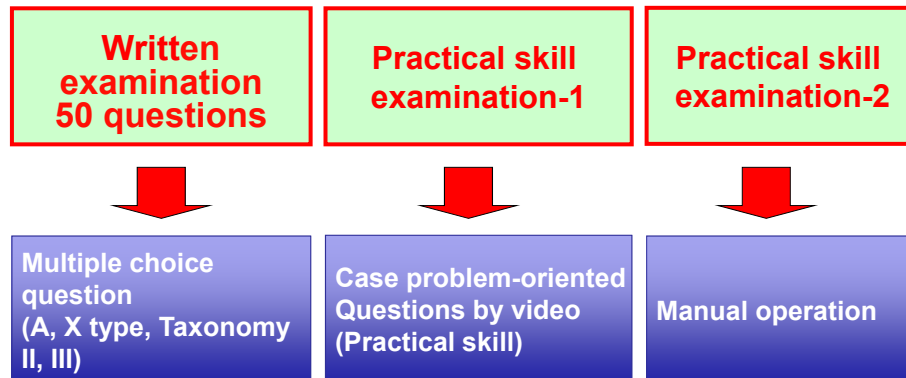 Written
examination
50 questions
Practical skill
examination-1
Practical skill
examination-2
Multiple choice
question
(A, X type, Taxonomy
II, III)
Case problem-oriented
Questions by video
(Practical skill)
Manual operation